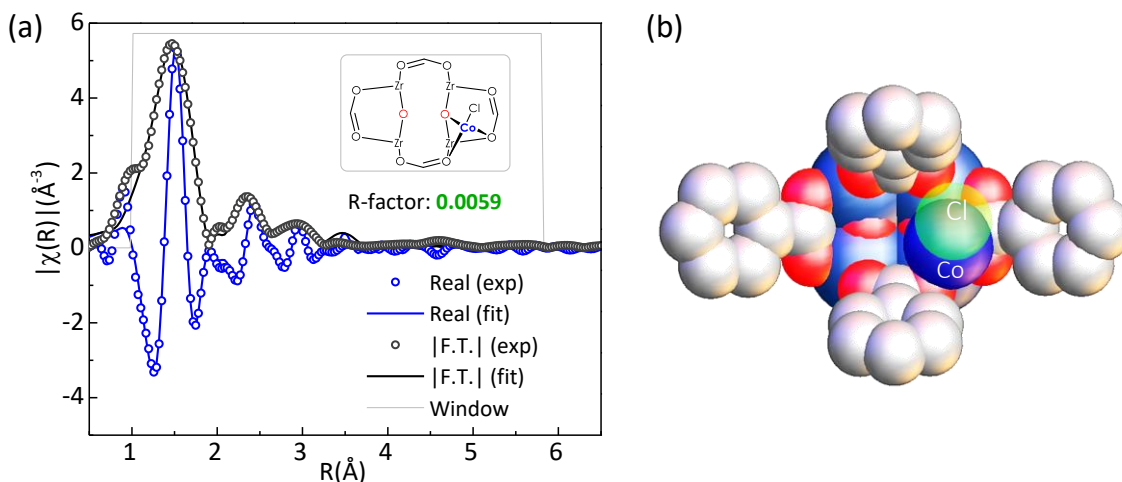 (a)
(b)
6
4
2
0
-2
-4
|χ(R)|(Å⁻³)
O
O
Zr
Zr
Cl
O
O
O
O
Co
O
O
Zr
Zr
O
O
R-factor: 0.0059
Real (exp)
Real (fit)
|F.T.| (exp)
|F.T.| (fit)
Window
1
2
3
4
5
6
R(Å)
Cl
Co